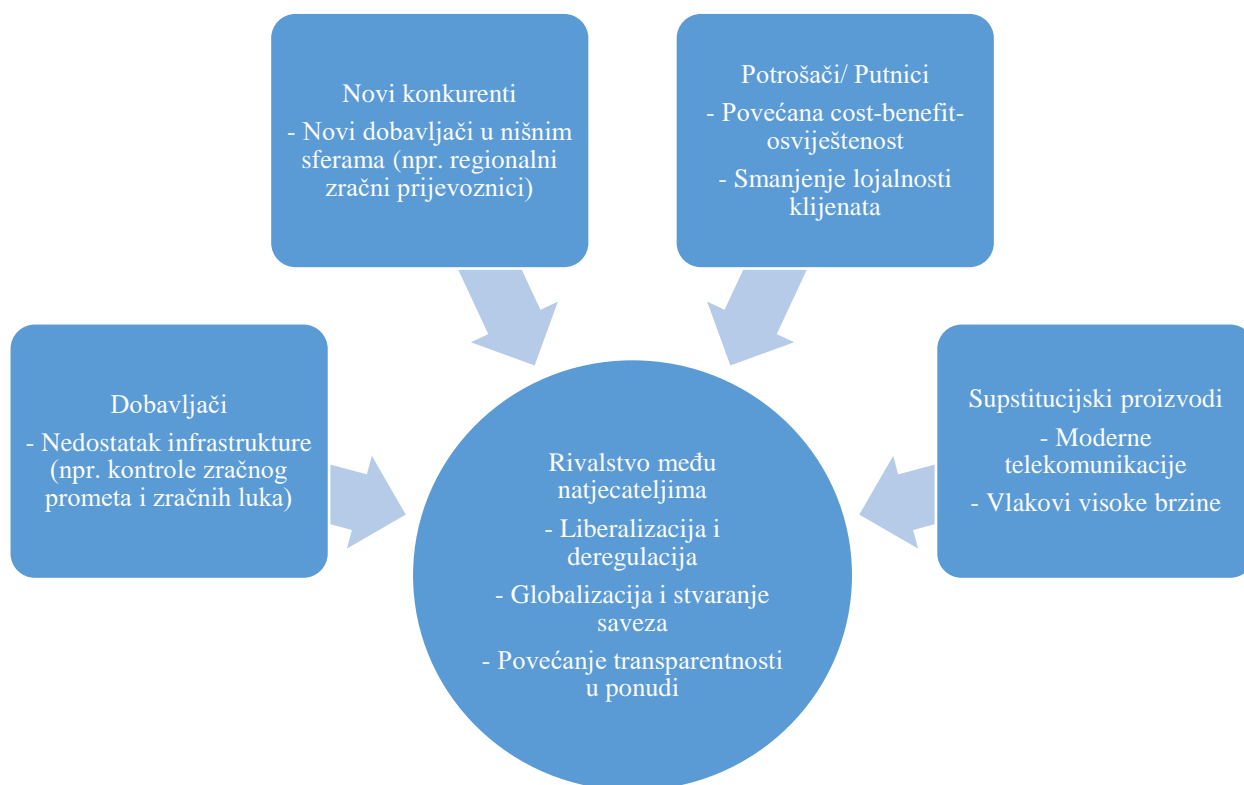 Novi konkurenti
- Novi dobavljači u nišnim
sferama (npr. regionalni
zračni prijevoznici)
Potrošači/ Putnici
- Povećana cost-benefit-
osviještenost
- Smanjenje lojalnosti
klijenata
Dobavljači
- Nedostatak infrastrukture
(npr. kontrole zračnog
prometa i zračnih luka)
Supstitucijski proizvodi
- Moderne
telekomunikacije
- Vlakovi visoke brzine
Rivalstvo među
natjecateljima
- Liberalizacija i
deregulacija
- Globalizacija i stvaranje
saveza
- Povećanje transparentnosti
u ponudi